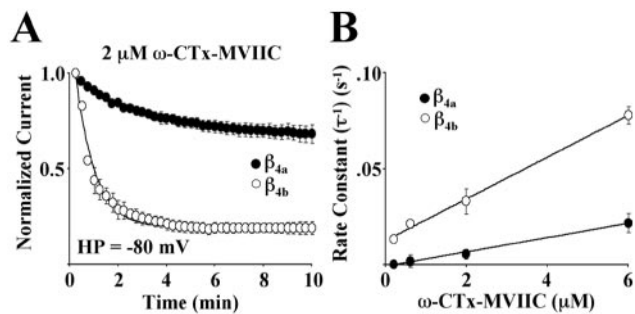 A
2 μM ω-CTx-MVIIC
Normalized Current
1.0
0.5
β4a
β4b
HP = -80 mV
0 2 4 6 8 10
Time (min)
B
Rate Constant (τ⁻¹) (s⁻¹)
.10
.05
0
β4a
β4b
0 2 4 6
ω-CTx-MVIIC (μM)